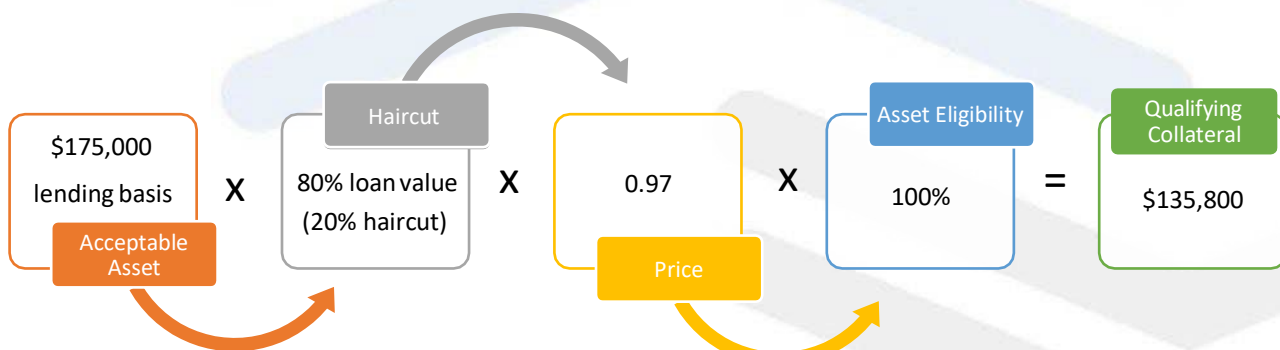 $175,000
lending basis
Acceptable
Asset
X
Haircut
80% loan value
(20% haircut)
X
0.97
Price
X
Asset Eligibility
100%
=
Qualifying
Collateral
$135,800